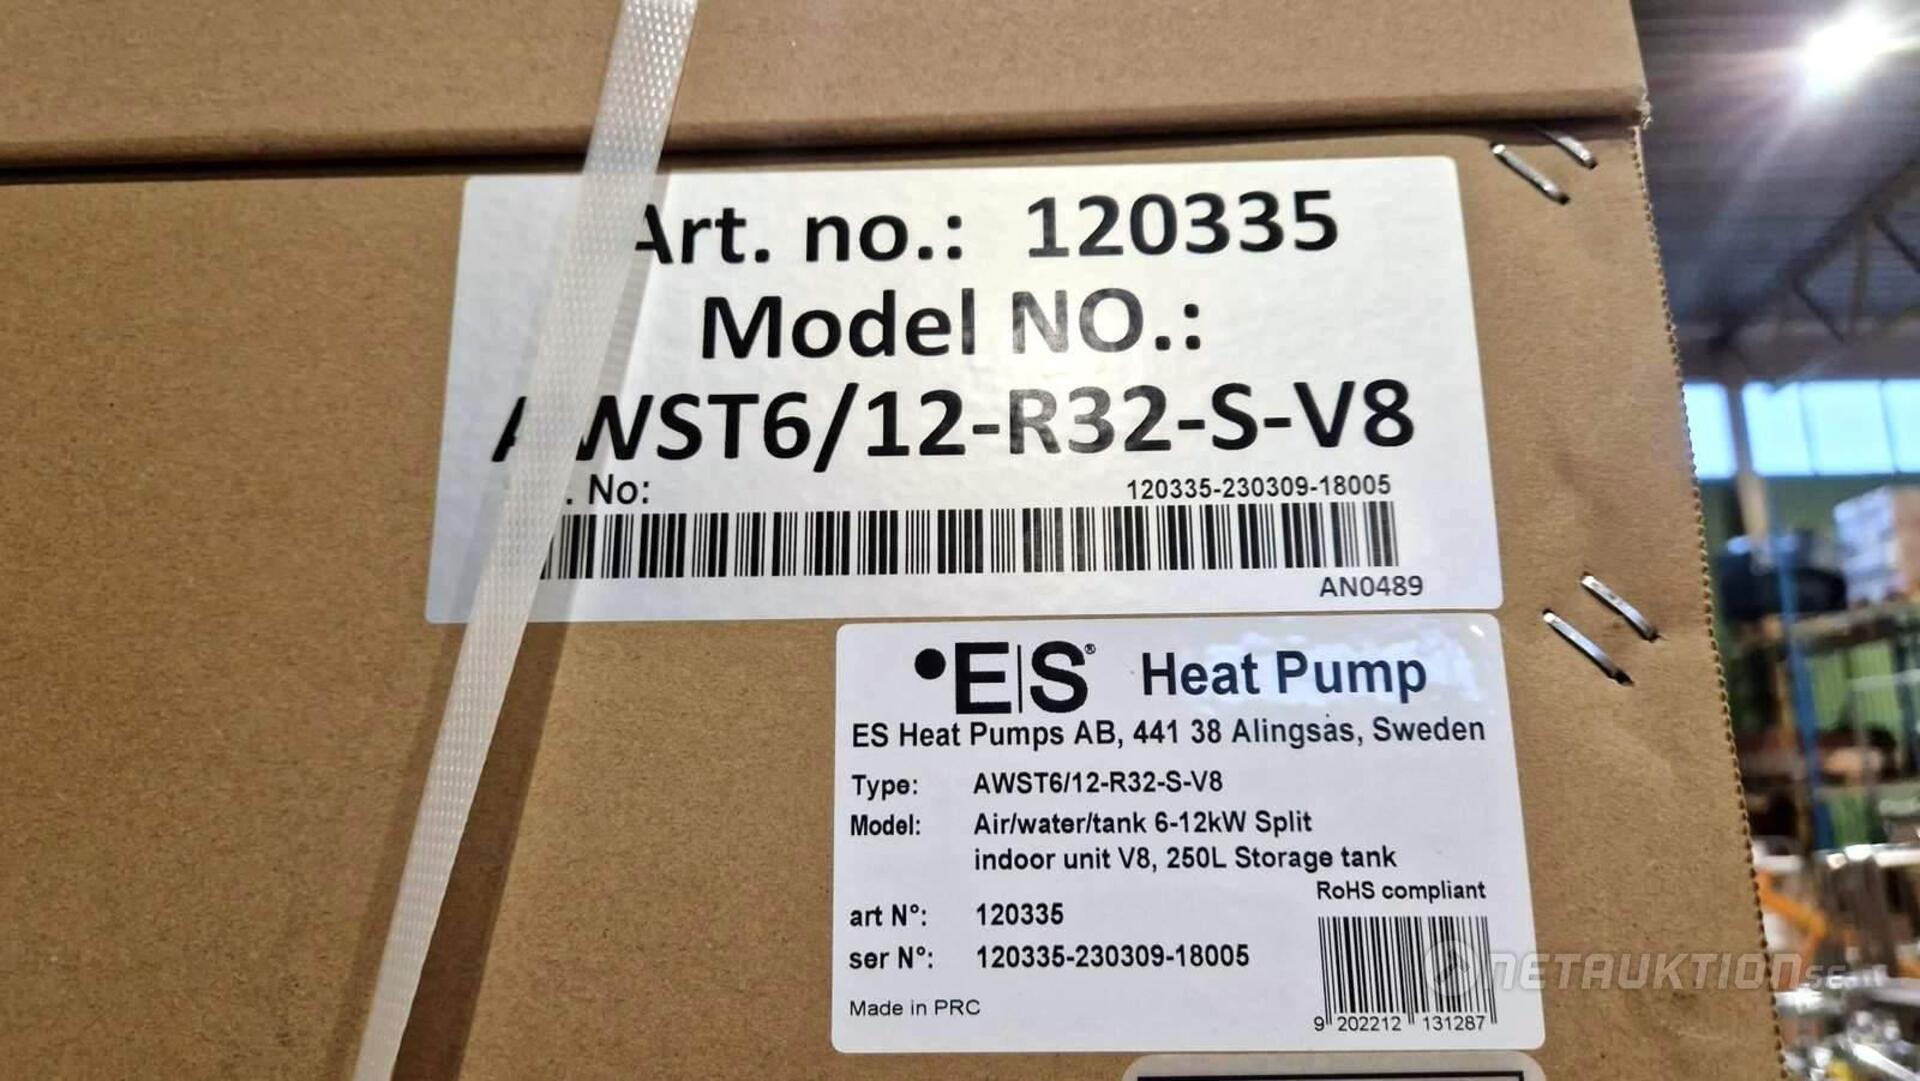 Art. no.: 120335
Model NO.:
AWST6/12-R32-S-V8
. No: 120335-230309-18005
AN0489
E|S® Heat Pump
ES Heat Pumps AB, 441 38 Alingsås, Sweden
Type: AWST6/12-R32-S-V8
Model: Air/water/tank 6-12kW Split
indoor unit V8, 250L Storage tank
RoHS compliant
art N°: 120335
ser N°: 120335-230309-18005
Made in PRC
9 202212 131287
NETAUKTION.SE